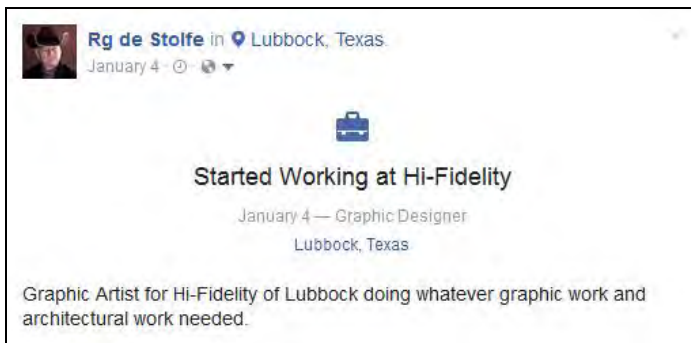 Rg de Stolfe in Lubbock, Texas.
January 4
Started Working at Hi-Fidelity
January 4 — Graphic Designer
Lubbock, Texas
Graphic Artist for Hi-Fidelity of Lubbock doing whatever graphic work and
architectural work needed.